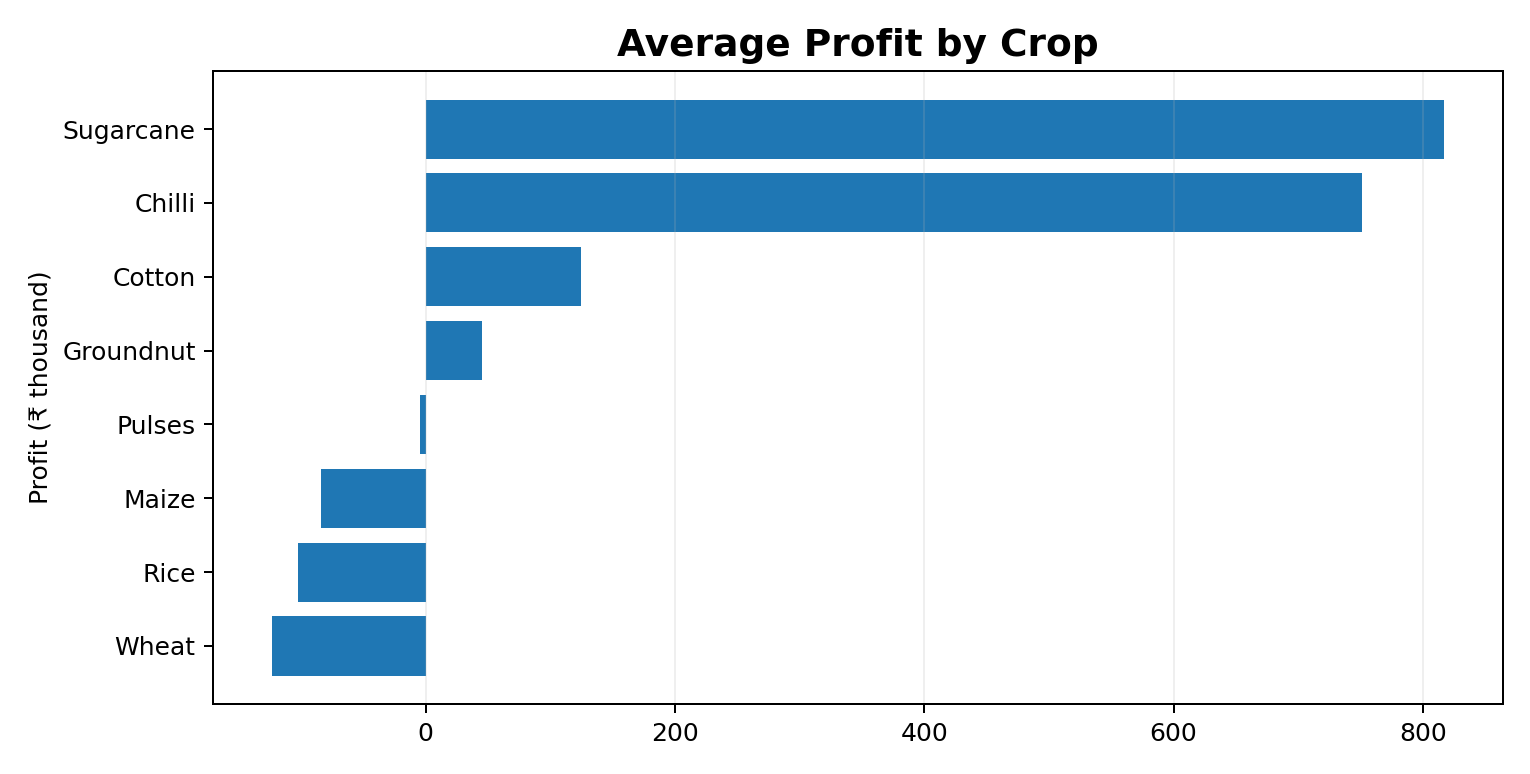 Average Profit by Crop
Profit (₹ thousand)
Sugarcane
Chilli
Cotton
Groundnut
Pulses
Maize
Rice
Wheat
0 200 400 600 800